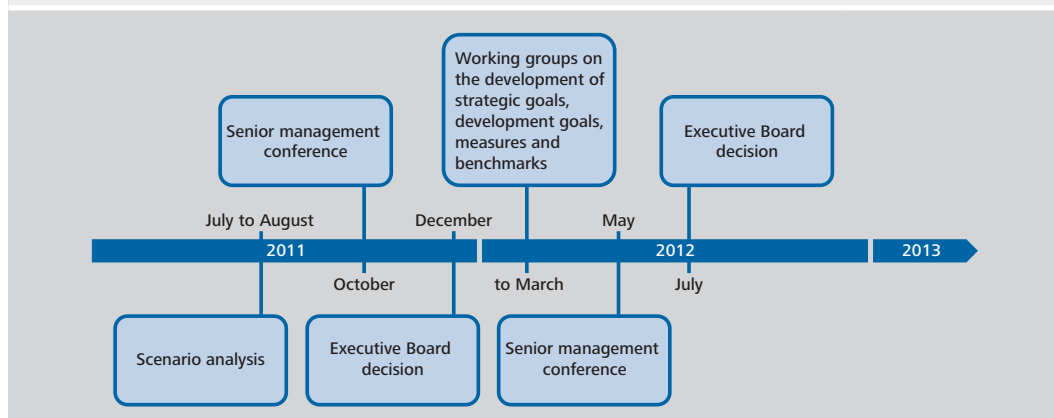 Working groups on
the development of
strategic goals,
development goals,
measures and
benchmarks
Senior management
conference
Executive Board
decision
July to August
December
May
2011
2012
2013
October
to March
July
Scenario analysis
Executive Board
decision
Senior management
conference